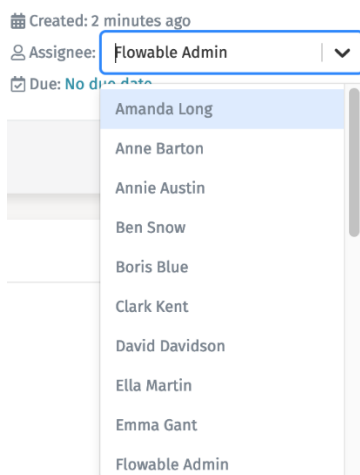 Created: 2 minutes ago
Assignee: Flowable Admin
Due: No due date
Amanda Long
Anne Barton
Annie Austin
Ben Snow
Boris Blue
Clark Kent
David Davidson
Ella Martin
Emma Gant
Flowable Admin